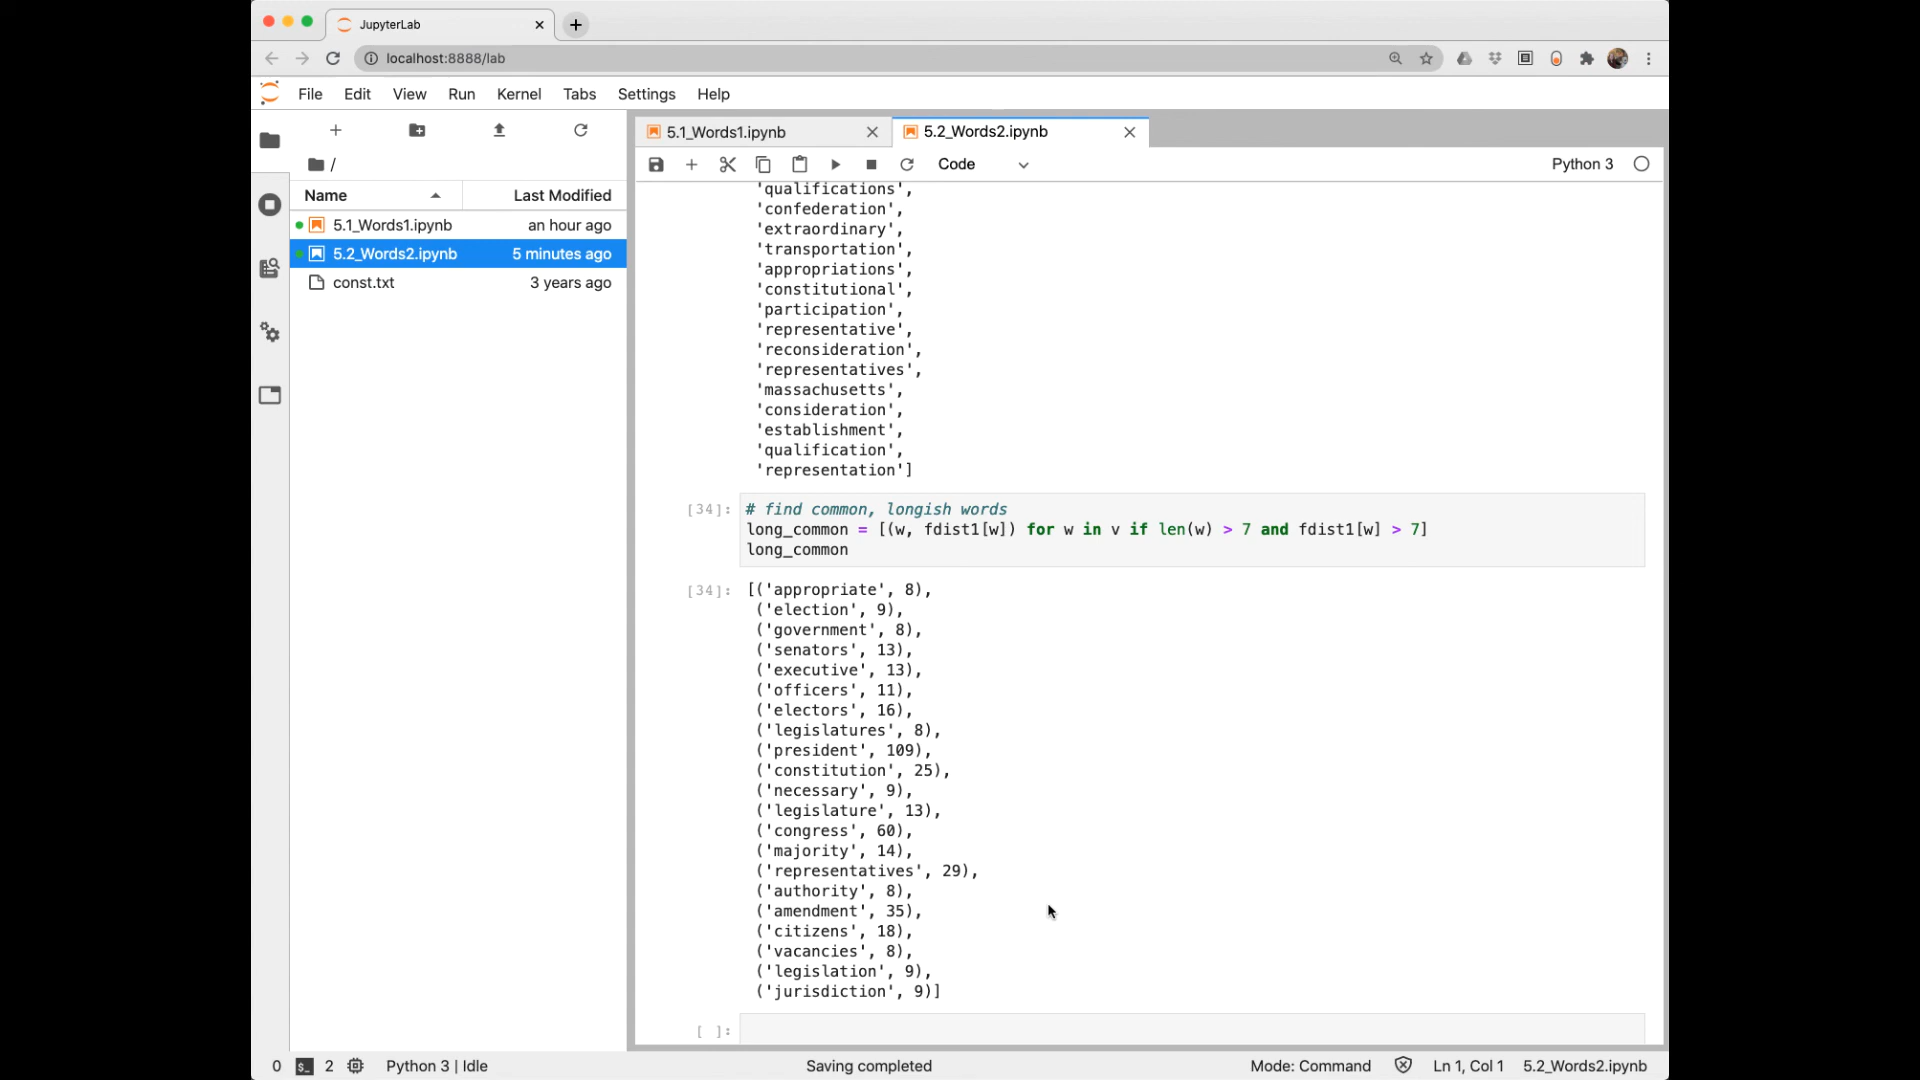 JupyterLab
localhost:8888/lab
File Edit View Run Kernel Tabs Settings Help
5.1_Words1.ipynb
5.2_Words2.ipynb
/
Code
Python 3
Name
Last Modified
5.1_Words1.ipynb an hour ago
5.2_Words2.ipynb 5 minutes ago
const.txt 3 years ago
'qualifications',
'confederation',
'extraordinary',
'transportation',
'appropriations',
'constitutional',
'participation',
'representative',
'reconsideration',
'representatives',
'massachusetts',
'consideration',
'establishment',
'qualification',
'representation']
[34]: # find common, longish words
long_common = [(w, fdist1[w]) for w in v if len(w) > 7 and fdist1[w] > 7]
long_common
[34]: [('appropriate', 8),
('election', 9),
('government', 8),
('senators', 13),
('executive', 13),
('officers', 11),
('electors', 16),
('legislatures', 8),
('president', 109),
('constitution', 25),
('necessary', 9),
('legislature', 13),
('congress', 60),
('majority', 14),
('representatives', 29),
('authority', 8),
('amendment', 35),
('citizens', 18),
('vacancies', 8),
('legislation', 9),
('jurisdiction', 9)]
[ ]:
0 2 Python 3 | Idle Saving completed Mode: Command Ln 1, Col 1 5.2_Words2.ipynb